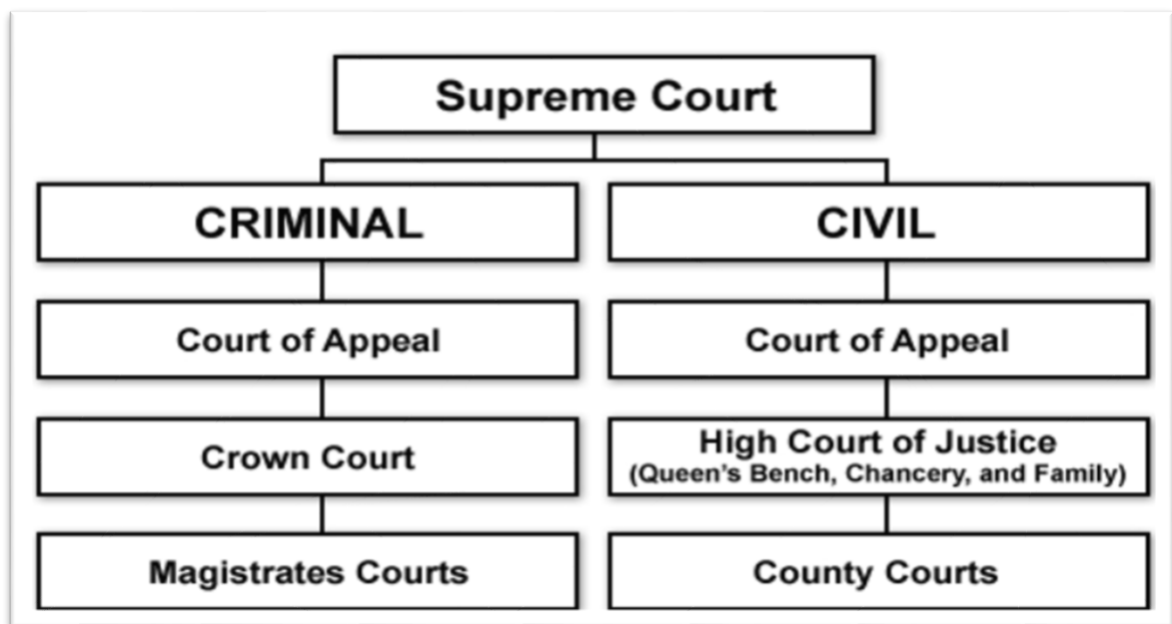 Supreme Court
CRIMINAL
CIVIL
Court of Appeal
Court of Appeal
Crown Court
High Court of Justice
(Queen's Bench, Chancery, and Family)
Magistrates Courts
County Courts